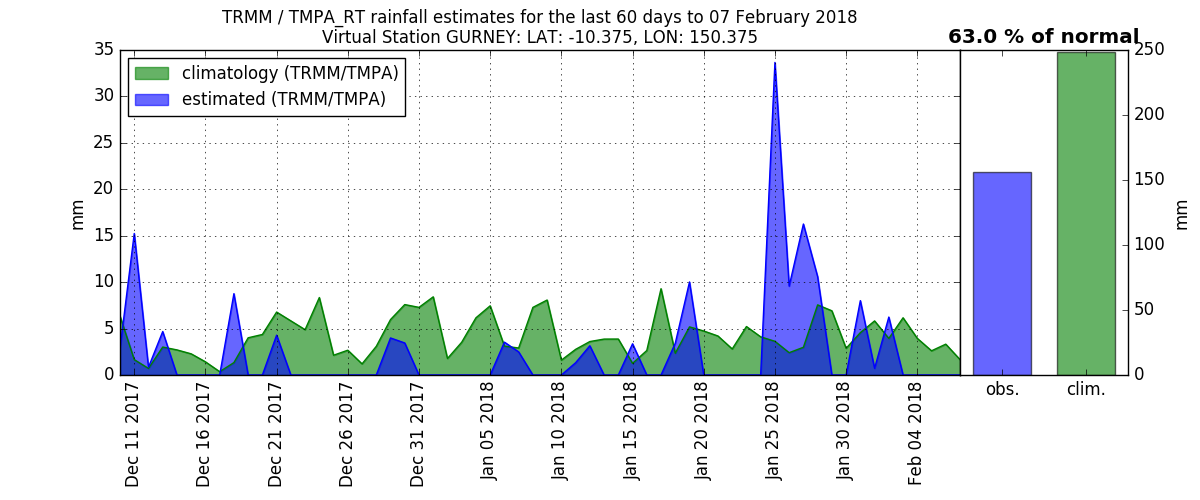 TRMM / TMPA_RT rainfall estimates for the last 60 days to 07 February 2018
Virtual Station GURNEY: LAT: -10.375, LON: 150.375
63.0 % of normal
climatology (TRMM/TMPA)
estimated (TRMM/TMPA)
mm
35
30
25
20
15
10
5
0
Dec 11 2017
Dec 16 2017
Dec 21 2017
Dec 26 2017
Dec 31 2017
Jan 05 2018
Jan 10 2018
Jan 15 2018
Jan 20 2018
Jan 25 2018
Jan 30 2018
Feb 04 2018
obs.
clim.
250
200
150
100
50
0
mm